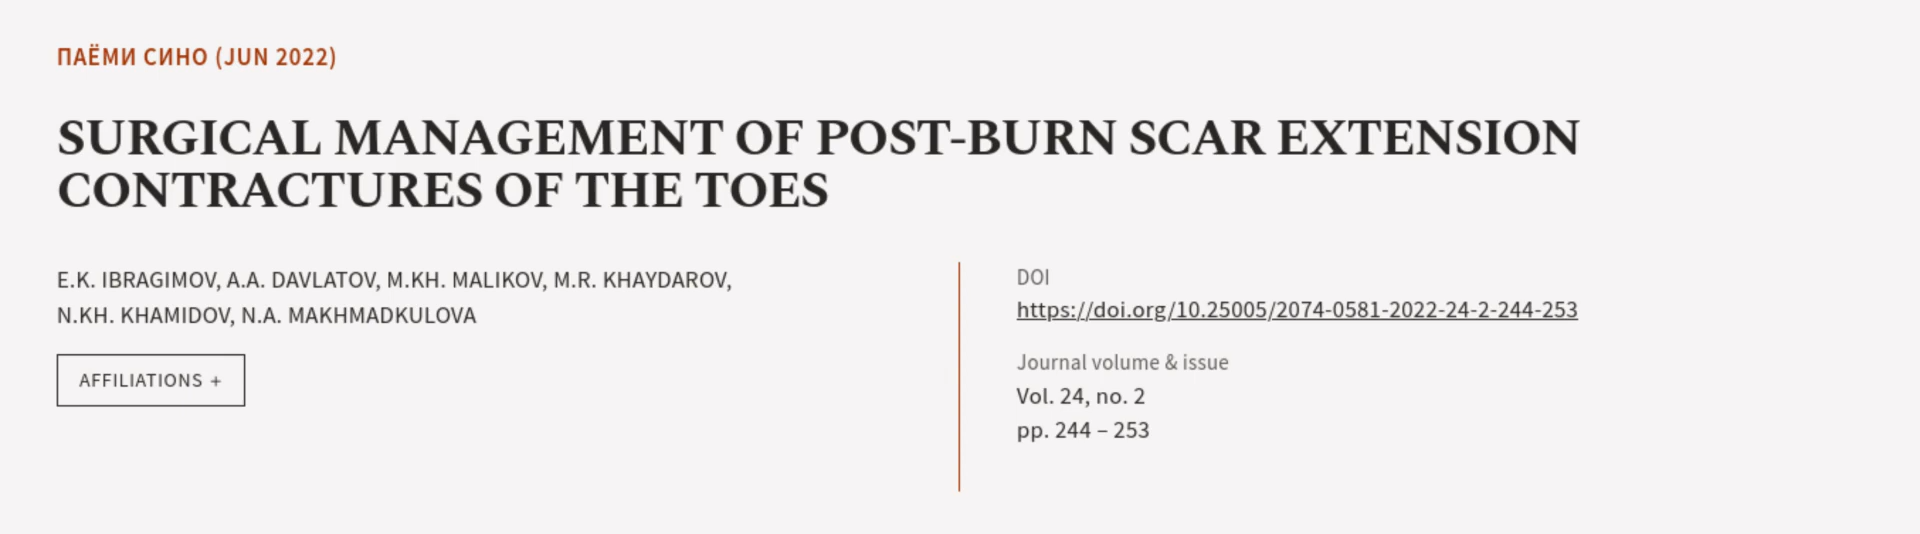 ПАЁМИ СИНО (JUN 2022)
SURGICAL MANAGEMENT OF POST-BURN SCAR EXTENSION
CONTRACTURES OF THE TOES
E.K. IBRAGIMOV, A.A. DAVLATOV, M.KH. MALIKOV, M.R. KHAYDAROV,
N.KH. KHAMIDOV, N.A. MAKHMADKULOVA
AFFILIATIONS +
DOI
https://doi.org/10.25005/2074-0581-2022-24-2-244-253
Journal volume & issue
Vol. 24, no. 2
pp. 244 – 253